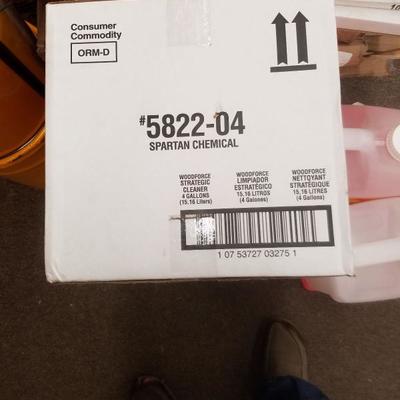 Consumer
Commodity
ORM-D
#5822-04
SPARTAN CHEMICAL
WOODFORCE
STRATEGIC
CLEANER
4 GALLONS
(15.16 Liters)
WOODFORCE
LIMPIADOR
ESTRATÉGICO
15.16 LITROS
(4 Galones)
WOODFORCE
NETTOYANT
STRATÉGIQUE
15.16 LITRES
(4 Gallons)
1 07 53727 03275 1